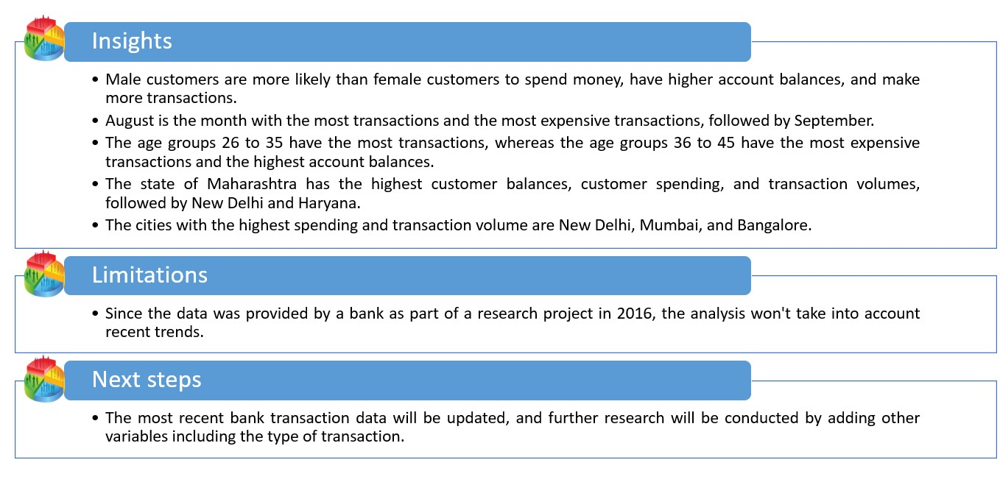 Insights
• Male customers are more likely than female customers to spend money, have higher account balances, and make
more transactions.
• August is the month with the most transactions and the most expensive transactions, followed by September.
• The age groups 26 to 35 have the most transactions, whereas the age groups 36 to 45 have the most expensive
transactions and the highest account balances.
• The state of Maharashtra has the highest customer balances, customer spending, and transaction volumes,
followed by New Delhi and Haryana.
• The cities with the highest spending and transaction volume are New Delhi, Mumbai, and Bangalore.
Limitations
• Since the data was provided by a bank as part of a research project in 2016, the analysis won't take into account
recent trends.
Next steps
• The most recent bank transaction data will be updated, and further research will be conducted by adding other
variables including the type of transaction.